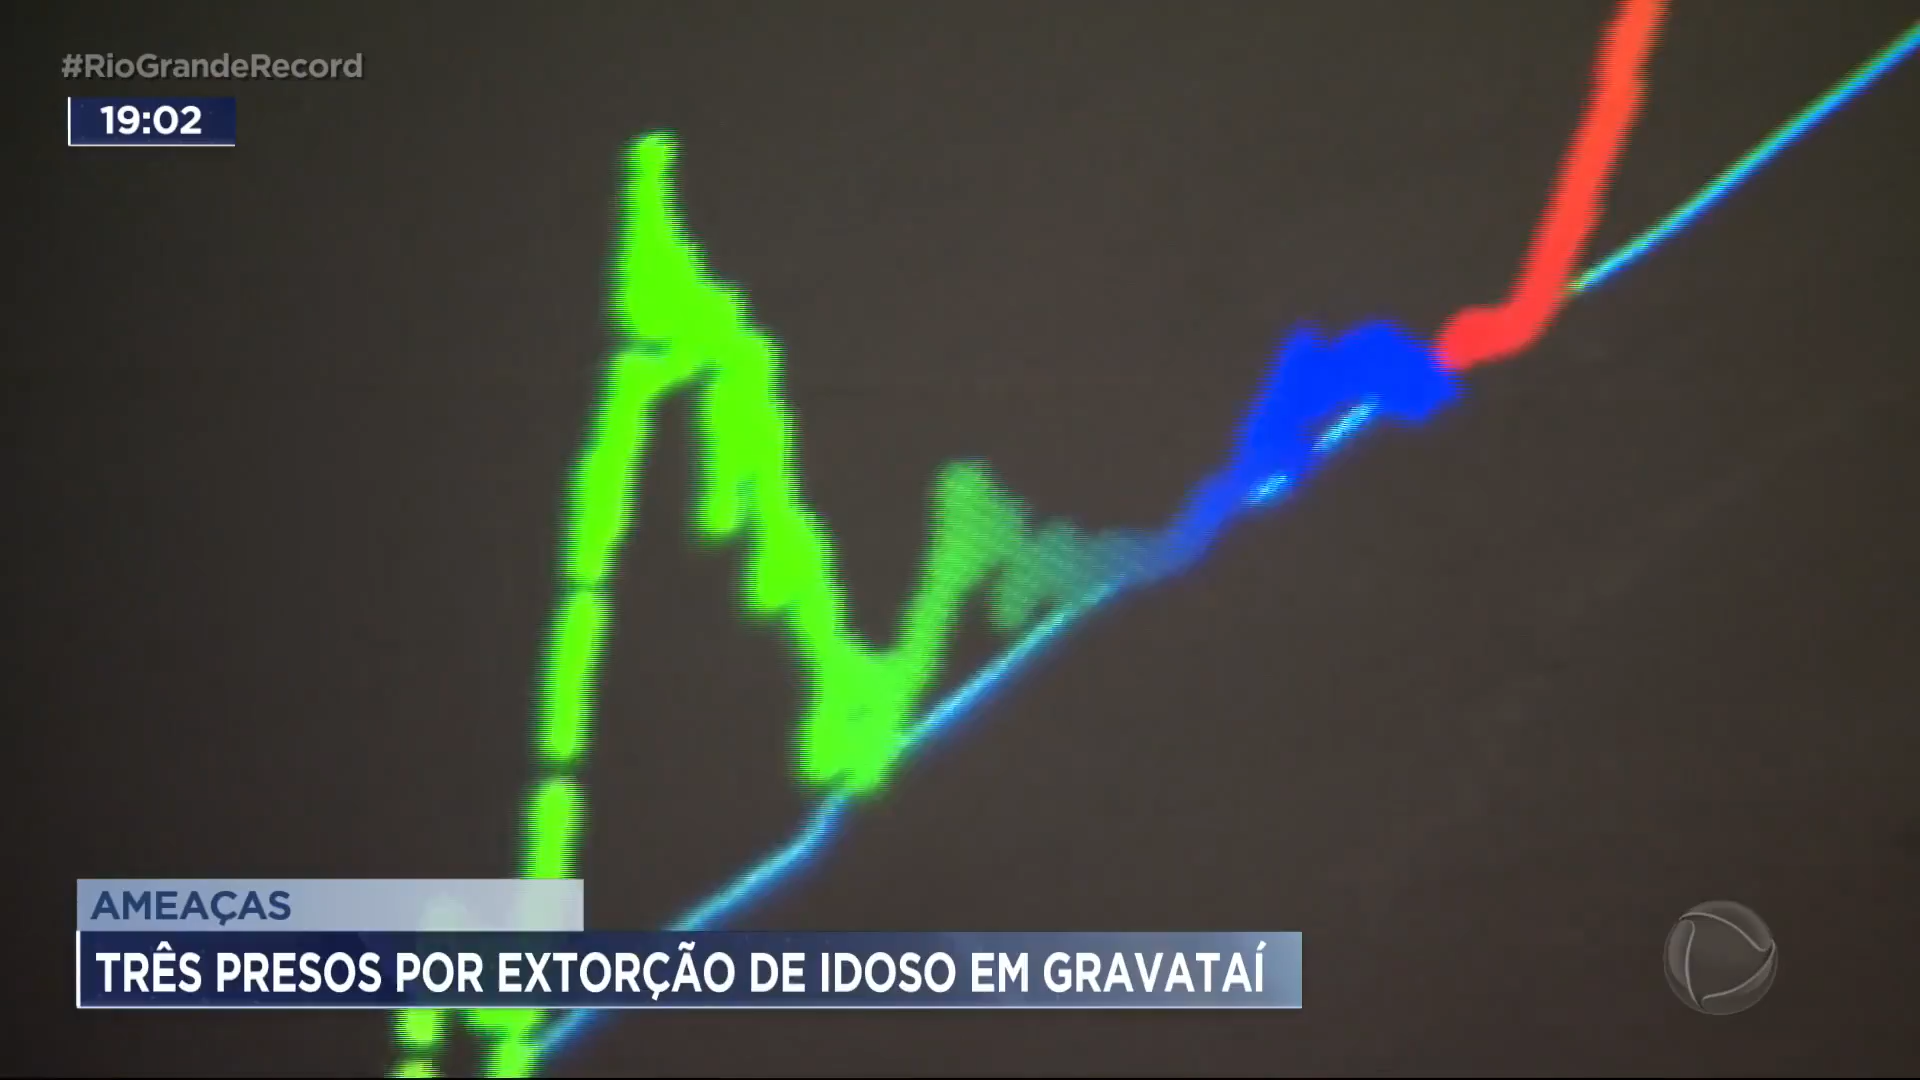 #RioGrandeRecord
19:02
AMEAÇAS
TRÊS PRESOS POR EXTORÇÃO DE IDOSO EM GRAVATAÍ